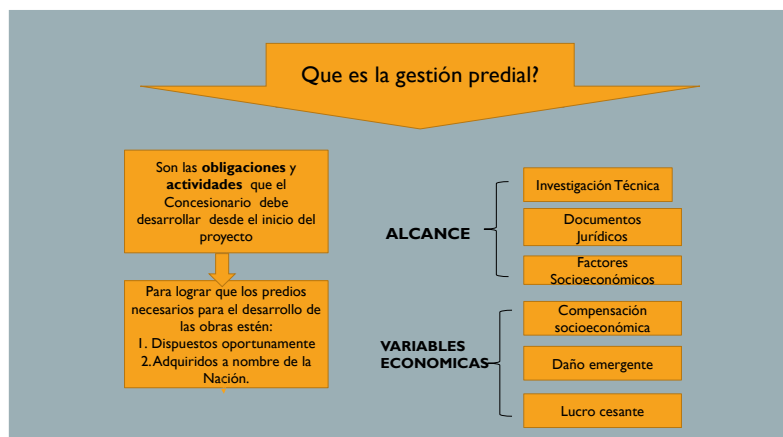 Que es la gestión predial?
Son las obligaciones y
actividades que el
Concesionario debe
desarrollar desde el inicio del
proyecto
Para lograr que los predios
necesarios para el desarrollo de
las obras estén:
1. Dispuestos oportunamente
2. Adquiridos a nombre de la
Nación.
ALCANCE
Investigación Técnica
Documentos
Jurídicos
Factores
Socioeconómicos
VARIABLES
ECONOMICAS
Compensación
socioeconómica
Daño emergente
Lucro cesante